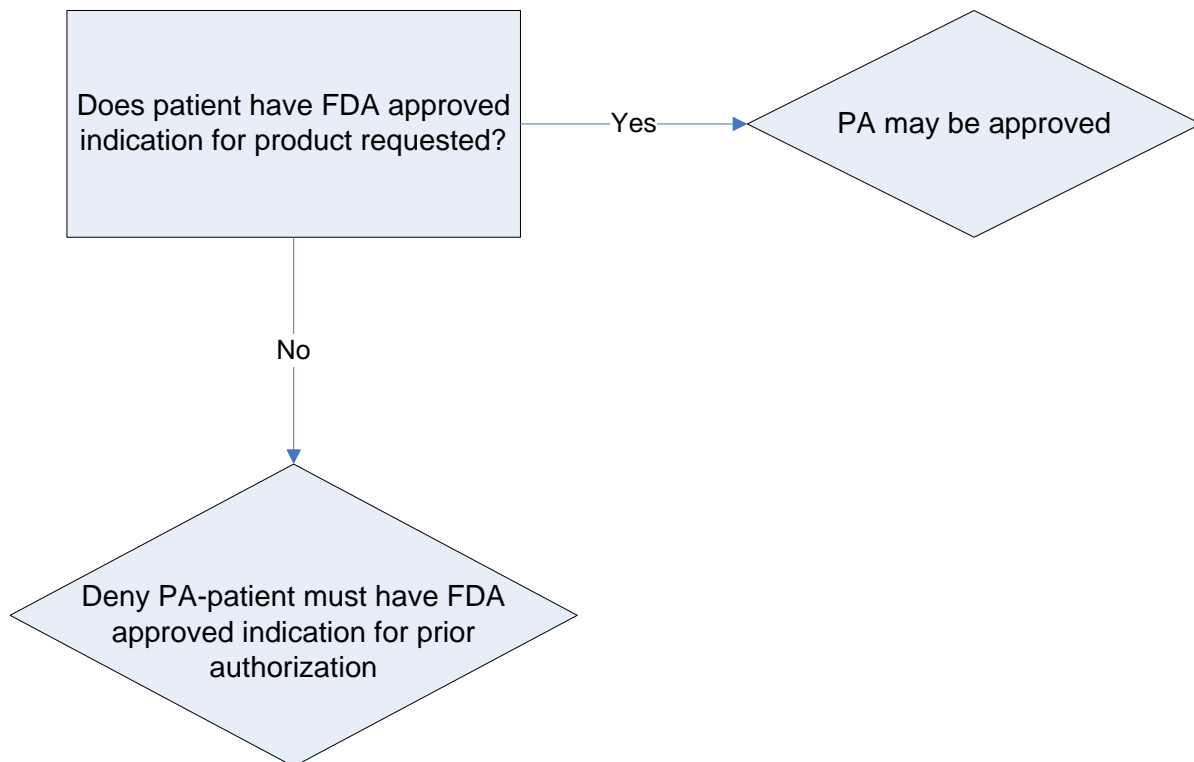 Does patient have FDA approved
indication for product requested?
Yes
PA may be approved
No
Deny PA-patient must have FDA
approved indication for prior
authorization